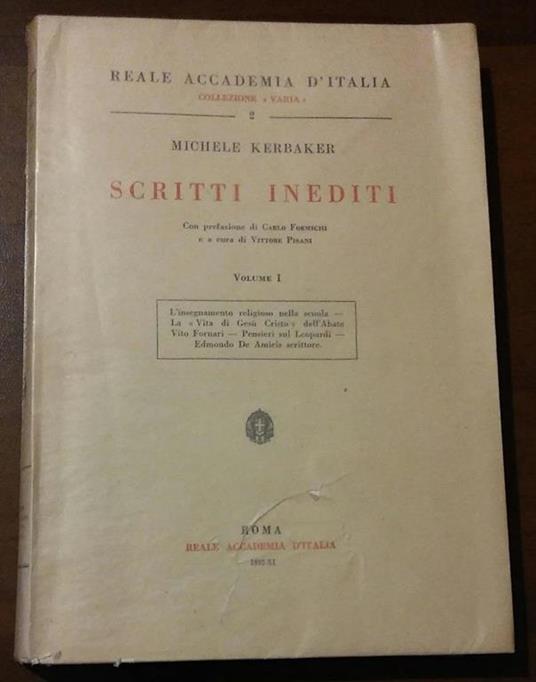 REALE ACCADEMIA D'ITALIA
COLLEZIONE « VARIA »
2
MICHELE KERBAKER
SCRITTI INEDITI
Con prefazione di CARLO FORMICHI
e a cura di VITTORE PISANI
VOLUME I
L'insegnamento religioso nella scuola —
La « Vita di Gesù Cristo » dell'Abate
Vito Fornari — Pensieri sul Leopardi —
Edmondo De Amicis scrittore.
ROMA
REALE ACCADEMIA D'ITALIA